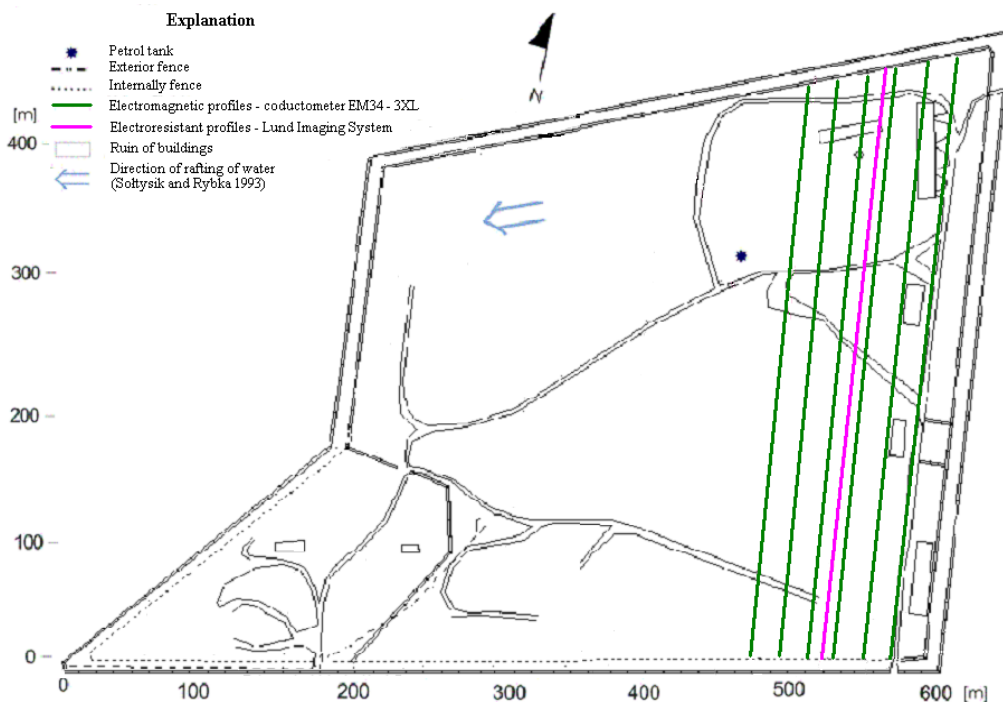 Explanation
Petrol tank
Exterior fence
Internally fence
Electromagnetic profiles - coductometer EM34 - 3XL
Electroresistant profiles - Lund Imaging System
Ruin of buildings
Direction of rafting of water
(Sołtysik and Rybka 1993)
N
[m]
400
300
200
100
0
0 100 200 300 400 500 600 [m]